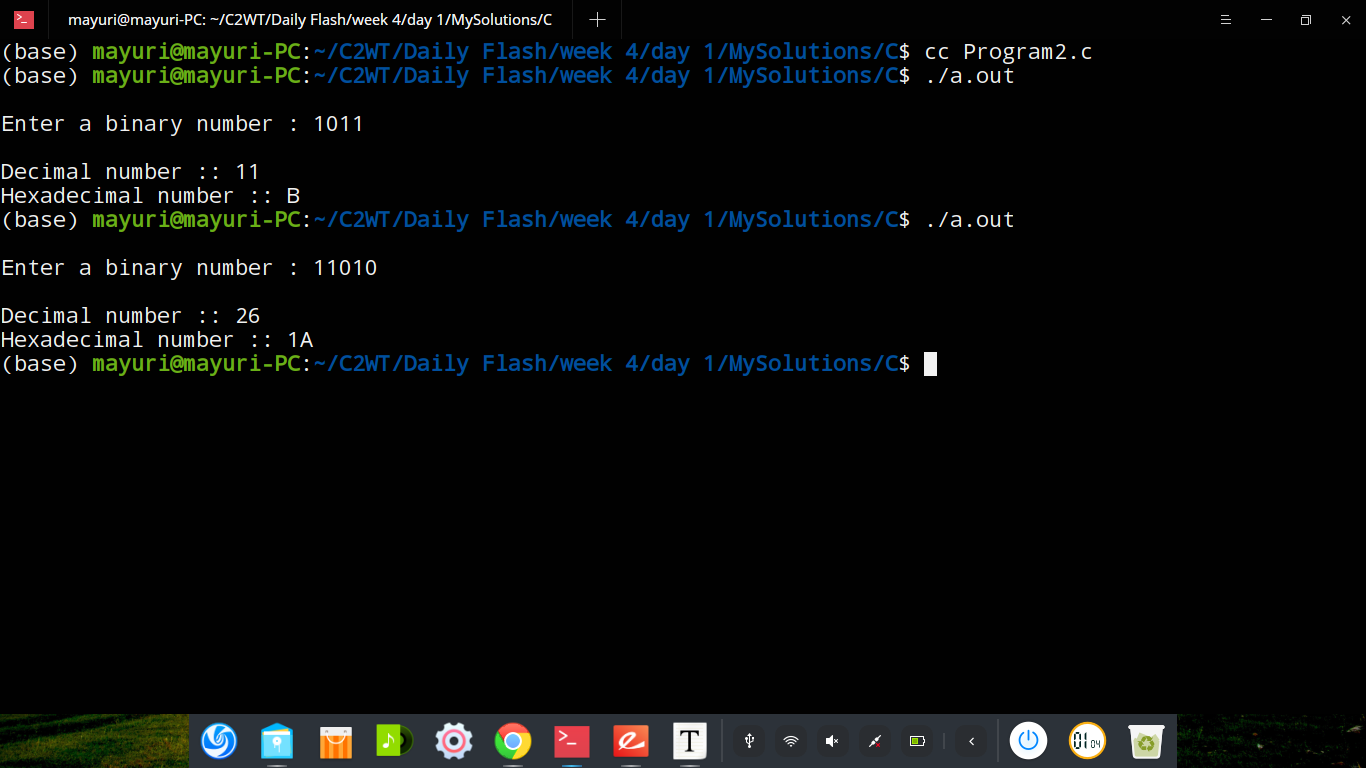 mayuri@mayuri-PC: ~/C2WT/Daily Flash/week 4/day 1/MySolutions/C
(base) mayuri@mayuri-PC:~/C2WT/Daily Flash/week 4/day 1/MySolutions/C$ cc Program2.c
(base) mayuri@mayuri-PC:~/C2WT/Daily Flash/week 4/day 1/MySolutions/C$ ./a.out
Enter a binary number : 1011
Decimal number :: 11
Hexadecimal number :: B
(base) mayuri@mayuri-PC:~/C2WT/Daily Flash/week 4/day 1/MySolutions/C$ ./a.out
Enter a binary number : 11010
Decimal number :: 26
Hexadecimal number :: 1A
(base) mayuri@mayuri-PC:~/C2WT/Daily Flash/week 4/day 1/MySolutions/C$
T
01 04